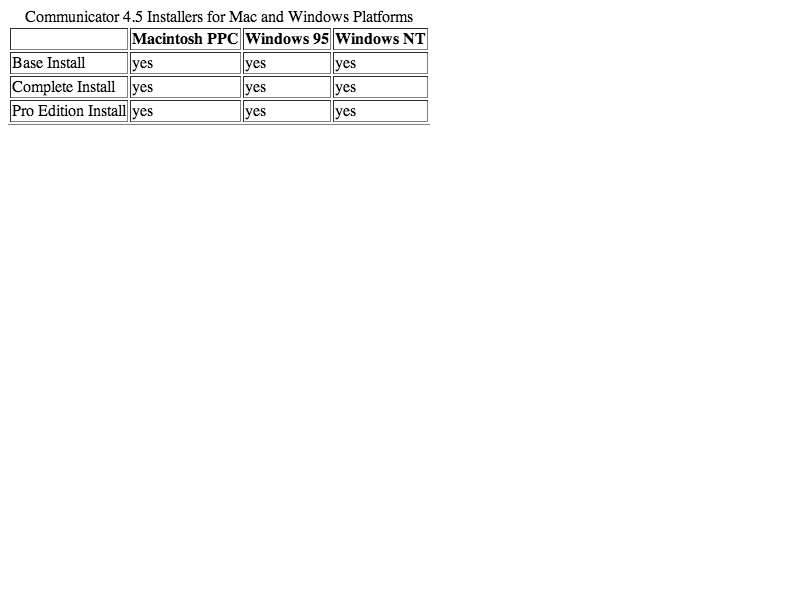 Communicator 4.5 Installers for Mac and Windows Platforms
Macintosh PPC Windows 95 Windows NT
Base Install yes yes yes
Complete Install yes yes yes
Pro Edition Install yes yes yes